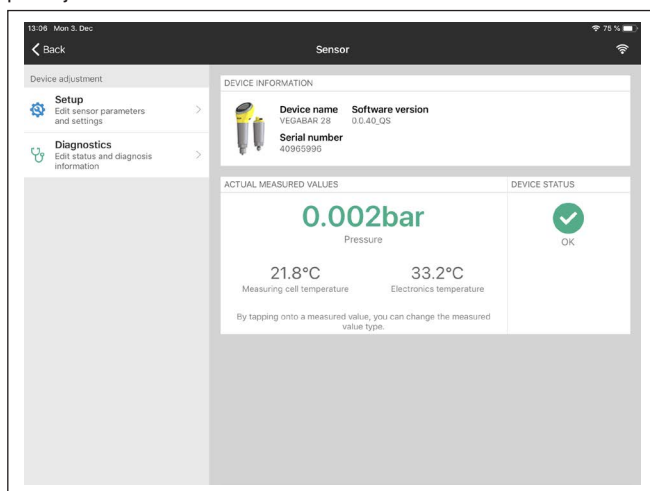 13:06 Mon 3. Dec
75 %
Back
Sensor
Device adjustment
Setup
Edit sensor parameters
and settings
Diagnostics
Edit status and diagnosis
information
DEVICE INFORMATION
Device name Software version
VEGABAR 28 0.0.40_QS
Serial number
40965996
ACTUAL MEASURED VALUES
DEVICE STATUS
0.002bar
Pressure
OK
21.8°C 33.2°C
Measuring cell temperature Electronics temperature
By tapping onto a measured value, you can change the measured
value type.